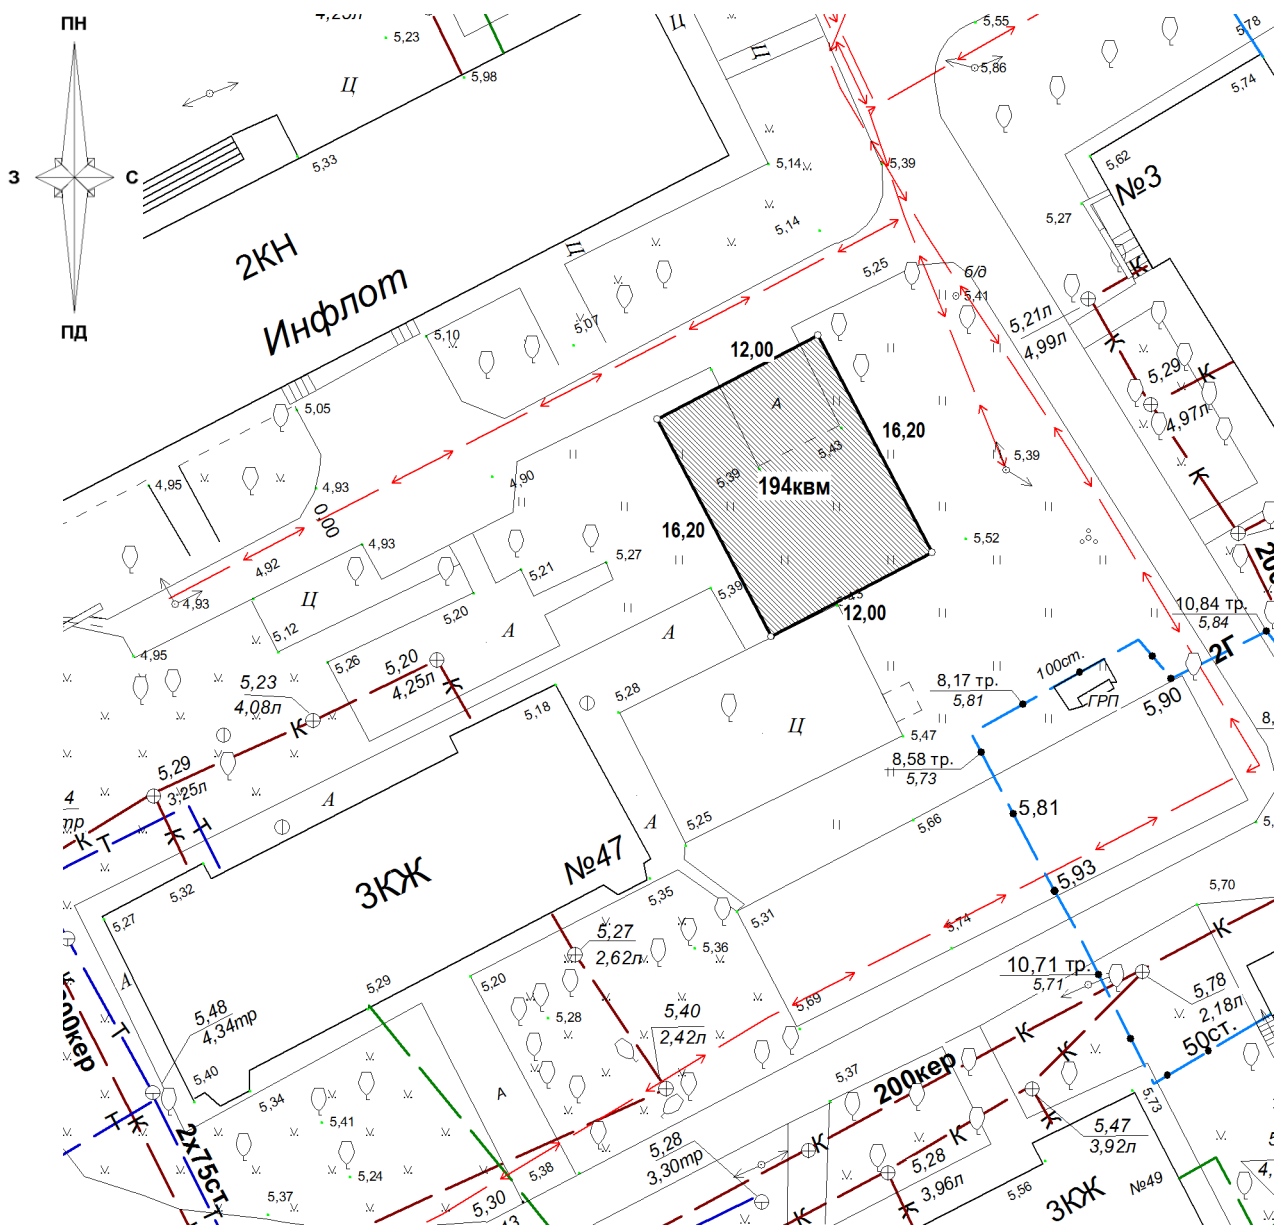 ПН
З
С
ПД
5,23
5,98
Ц
Ц
Ц
5,55
5,78
5,86
5,74
5,33
5,14
5,39
5,62
№3
5,27
2КН
Инфлот
Ц
5,14
5,25
б/д
5,41
К
5,21л
4,99л
К
5,10
5,07
12,00
5,29
К
4,97л
5,05
А
16,20
5,43
5,39
5,39
194квм
4,95
4,93
0,00
4,90
16,20
К
5,52
4,93
4,92
5,21
5,27
4,93
Ц
5,20
5,39
12,00
10,84 тр.
5,84
5,12
А
А
4,95
5,26
5,20
4,25л
К
2Г
100ст.
ГРП
8,17 тр.
5,81
5,90
5,23
4,08л
К
5,18
5,28
Ц
5,47
8,58 тр.
5,73
5,29
3,25л
А
К
Т
Т
К
5,25
А
5,66
5,81
3КЖ
№47
5,32
5,27
5,35
5,31
5,93
5,70
5,74
К
5,27
2,62л
5,36
10,71 тр.
5,71
5,78
2,18л
А
5,29
5,20
5,28
5,69
5,48
4,34тр
Т
5,40
2,42л
К
К
50ст.
5,40
5,34
5,41
А
5,37
200кер
5,73
Т
К
2х75ст.
5,24
5,38
5,28
3,30тр
К
К
5,47
3,92л
5,28
3,96л
5,37
5,30
К
К
5,56
3КЖ
№49
Т